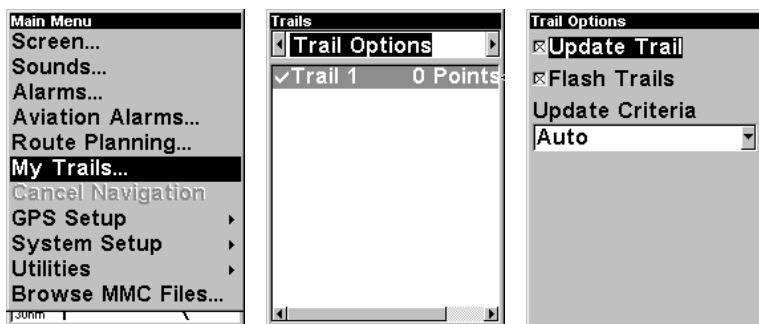 Main Menu
Screen...
Sounds...
Alarms...
Aviation Alarms...
Route Planning...
My Trails...
Cancel Navigation
GPS Setup
System Setup
Utilities
Browse MMC Files...
30nm
Trails
Trail Options
Trail 1 0 Points
Trail Options
Update Trail
Flash Trails
Update Criteria
Auto